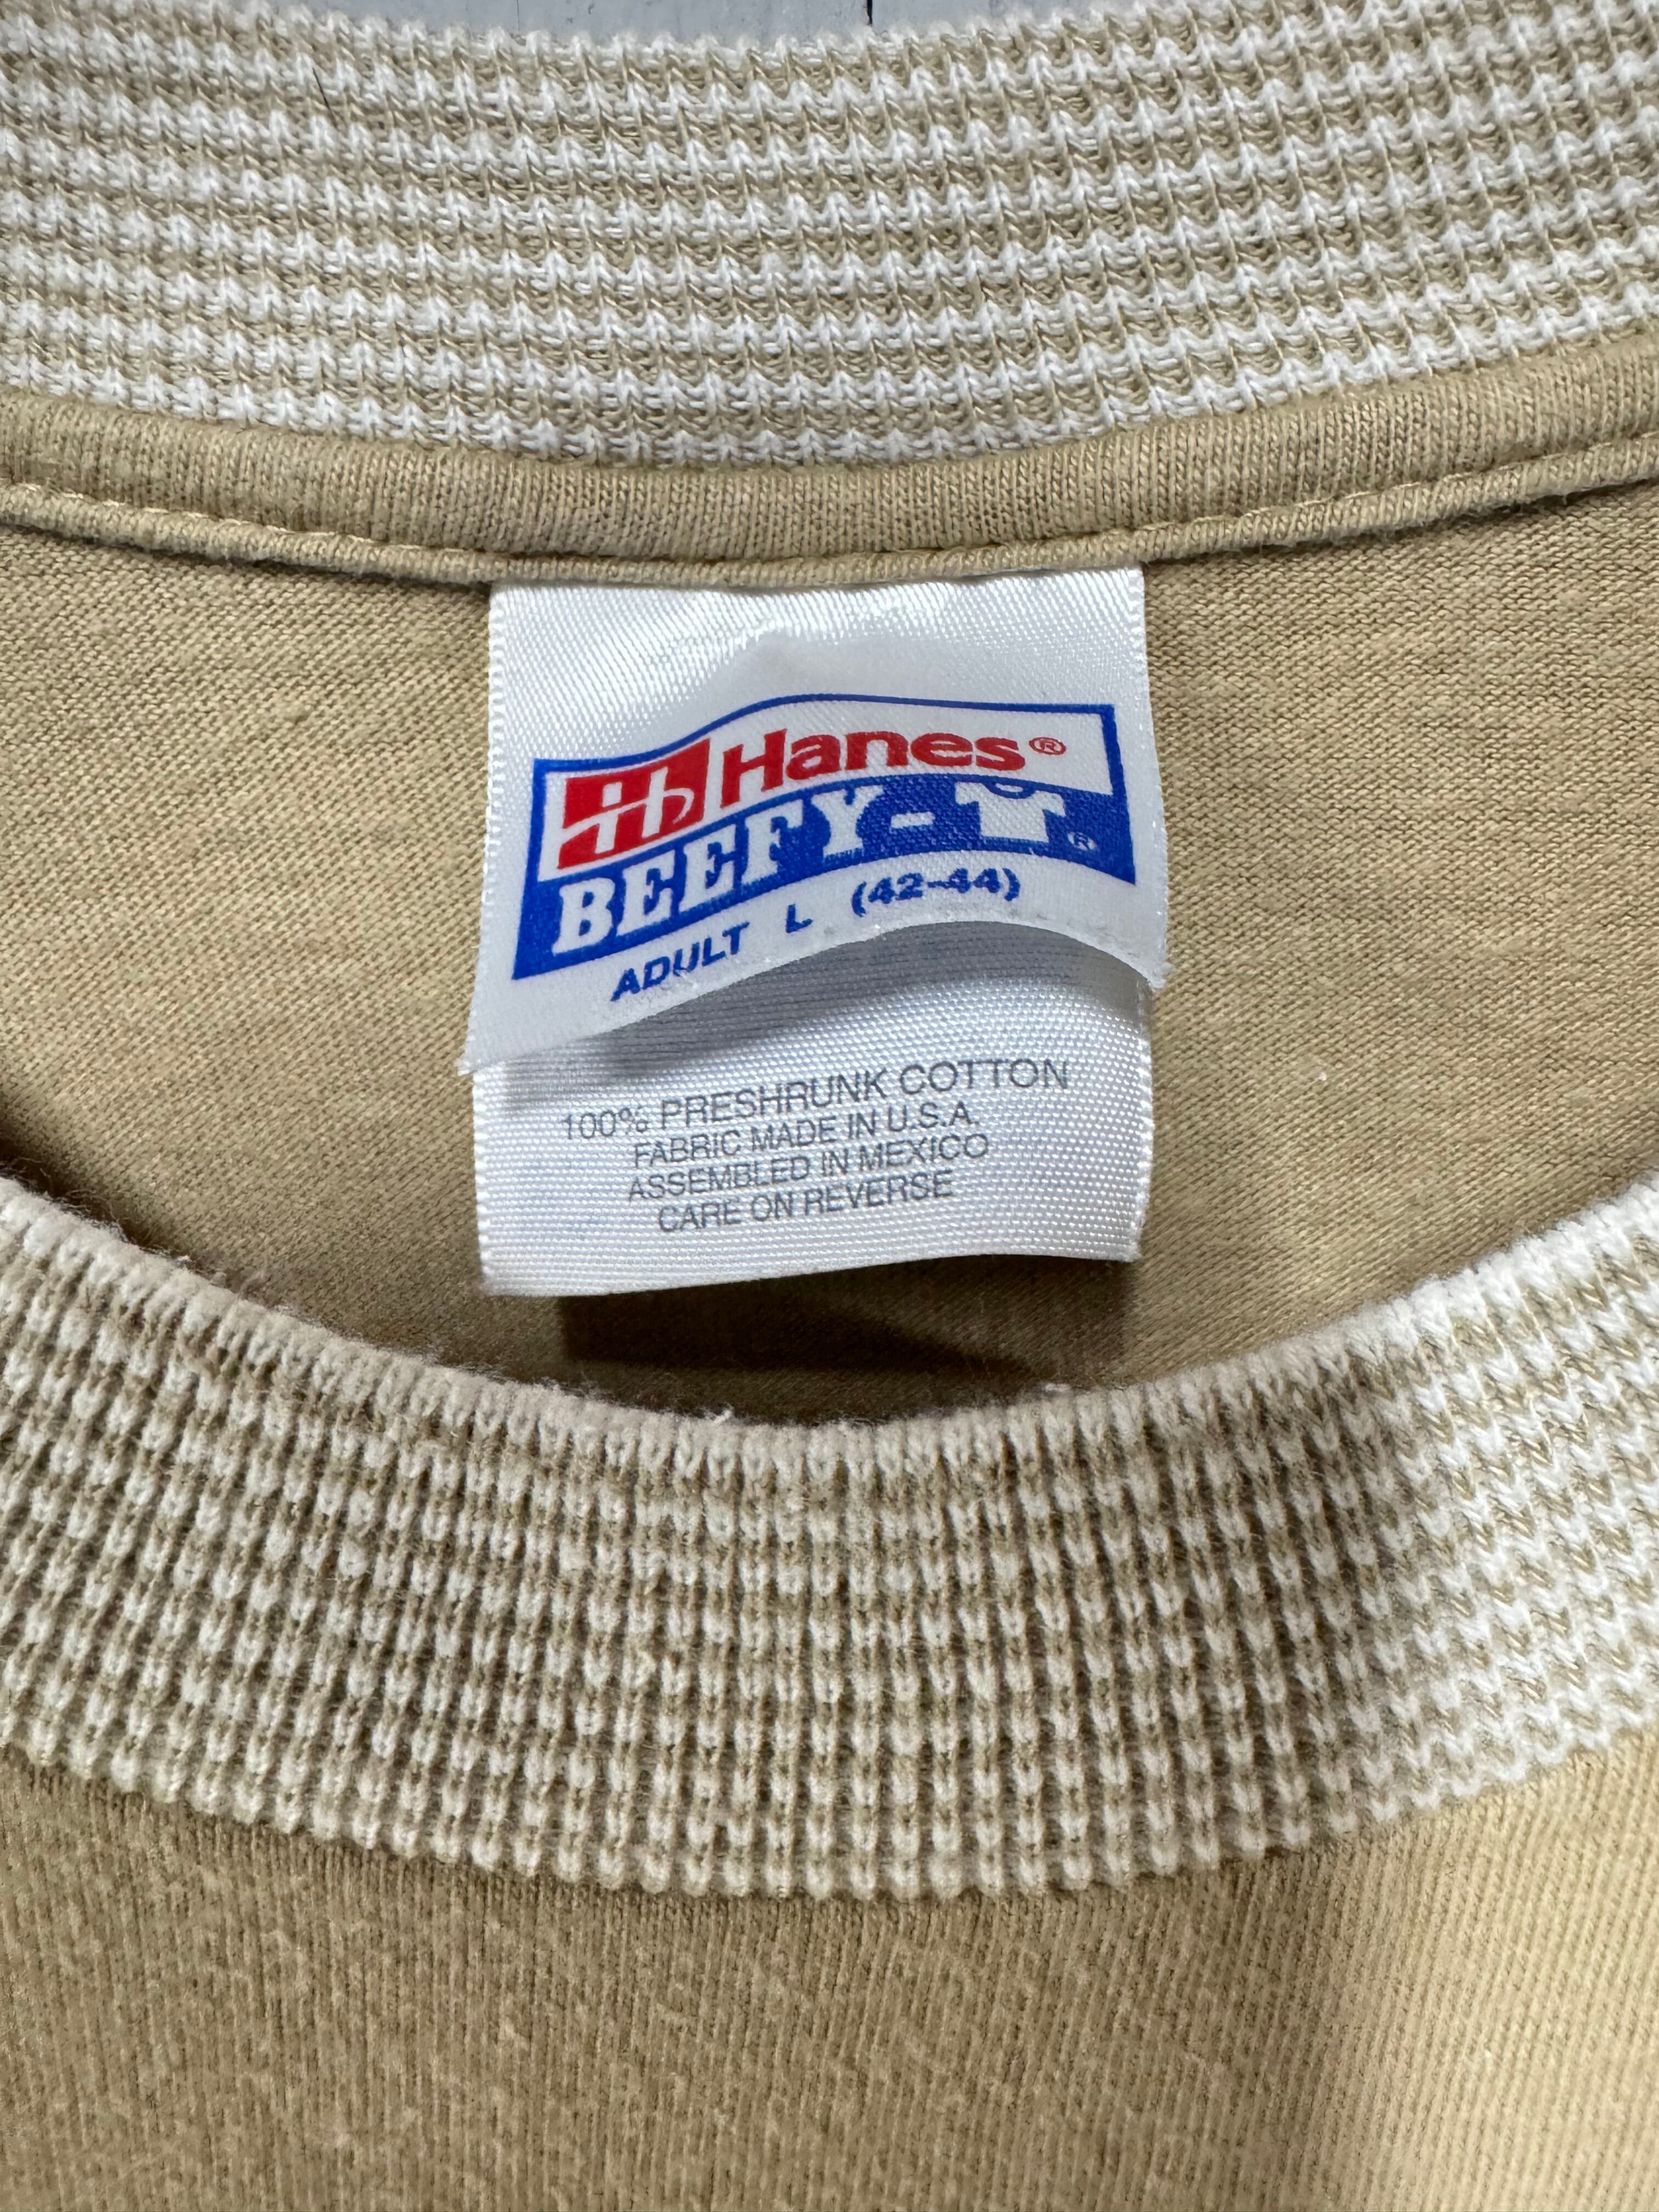 Hanes®
BEEFY-T®
ADULT L (42-44)
100% PRESHRUNK COTTON
FABRIC MADE IN U.S.A.
ASSEMBLED IN MEXICO
CARE ON REVERSE